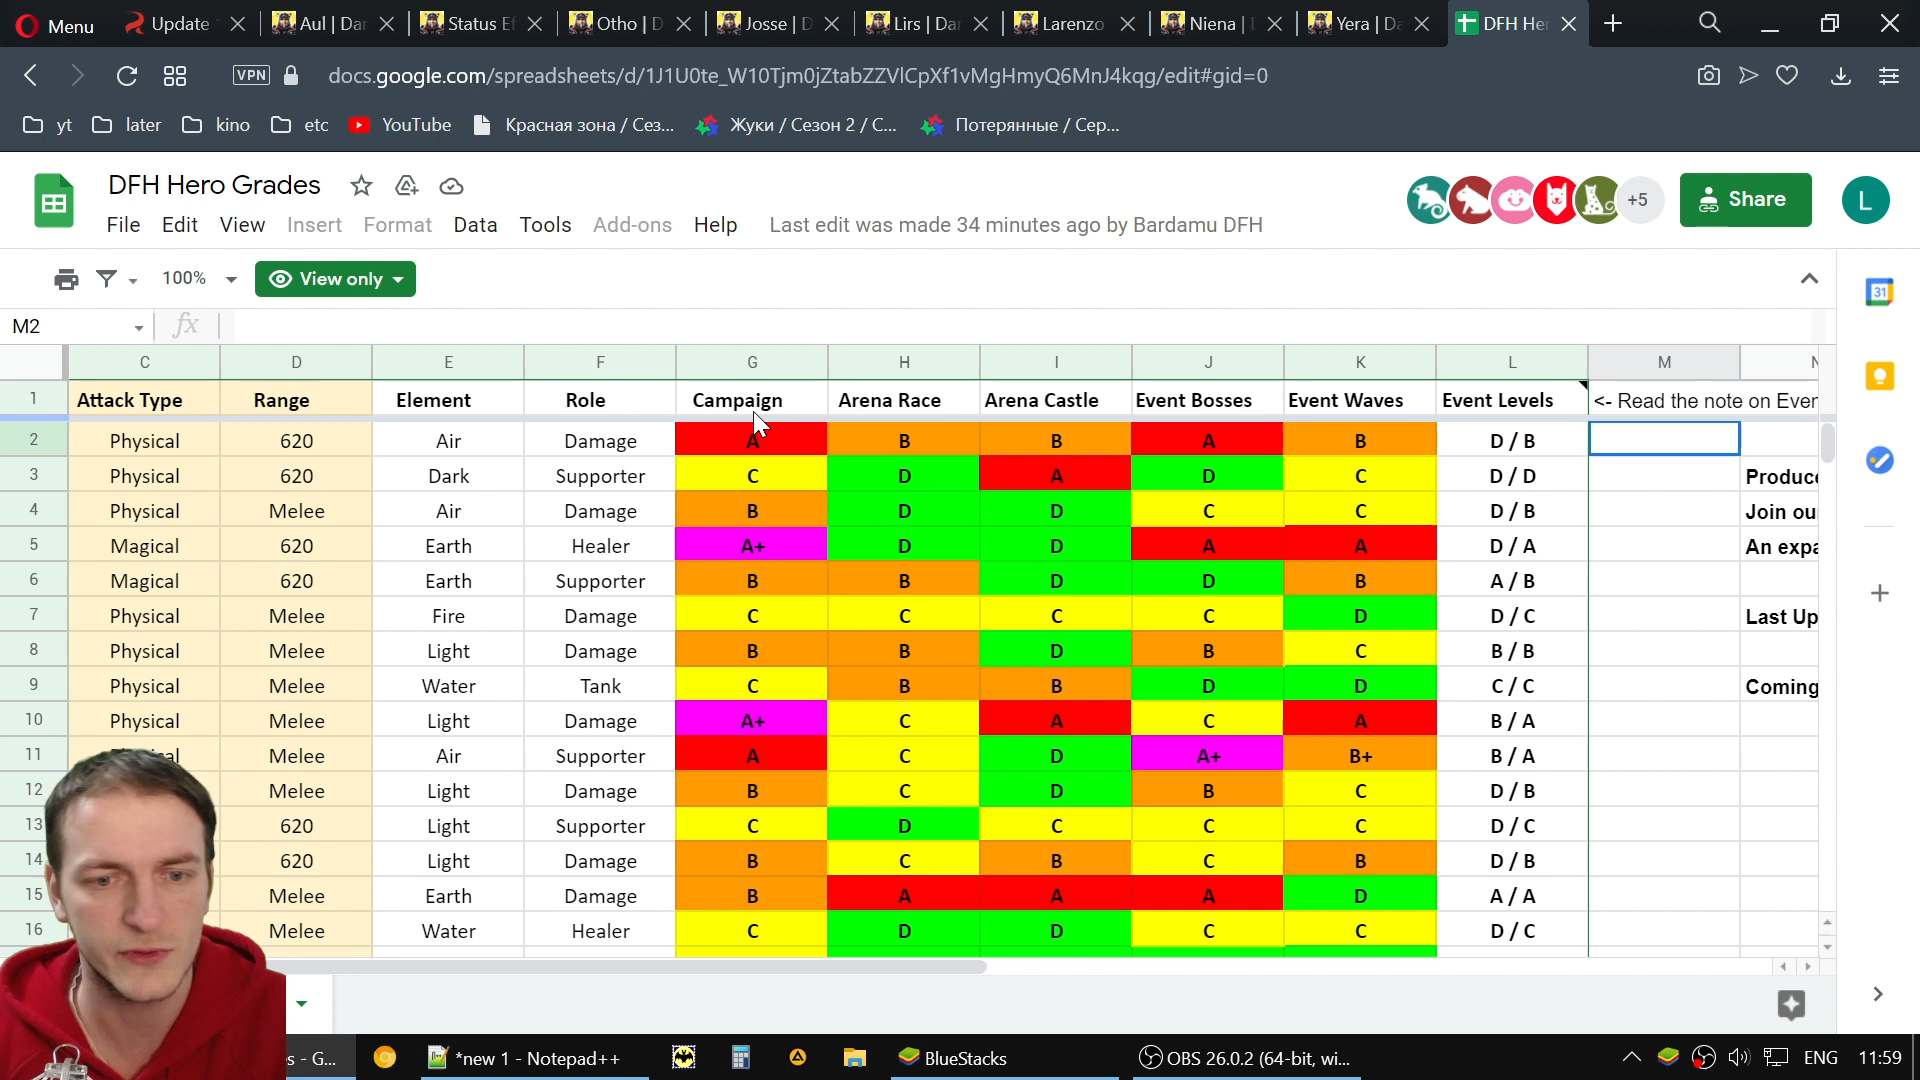 Menu
Update
Aul | Dar
Status Ef
Otho | D
Josse | D
Lirs | Dar
Larenzo
Niena |
Yera | Da
DFH Her
VPN
docs.google.com/spreadsheets/d/1J1U0te_W10Tjm0jZtabZZVlCpXf1vMgHmyQ6MnJ4kqg/edit#gid=0
yt later kino etc YouTube Красная зона / Сез... Жуки / Сезон 2 / С... Потерянные / Сер...
DFH Hero Grades
+5
Share
L
File Edit View Insert Format Data Tools Add-ons Help Last edit was made 34 minutes ago by Bardamu DFH
100% View only
31
M2 fx
C D E F G H I J K L M
1 Attack Type Range Element Role Campaign Arena Race Arena Castle Event Bosses Event Waves Event Levels <- Read the note on Ever
2 Physical 620 Air Damage A B B A B D / B
3 Physical 620 Dark Supporter C D A D C D / D Produce
4 Physical Melee Air Damage B D D C C D / B Join ou
5 Magical 620 Earth Healer A+ D D A A D / A An expa
6 Magical 620 Earth Supporter B B D D B A / B
7 Physical Melee Fire Damage C C C C D D / C Last Up
8 Physical Melee Light Damage B B D B C B / B
9 Physical Melee Water Tank C B B D D C / C Coming
10 Physical Melee Light Damage A+ C A C A B / A
11 Melee Air Supporter A C D A+ B+ B / A
12 Melee Light Damage B C D B C D / B
13 620 Light Supporter C D C C C D / C
14 620 Light Damage B C B C B D / B
15 Melee Earth Damage B A A A D A / A
16 Melee Water Healer C D D C C D / C
s - G...
*new 1 - Notepad++
BlueStacks
OBS 26.0.2 (64-bit, wi...
ENG
11:59